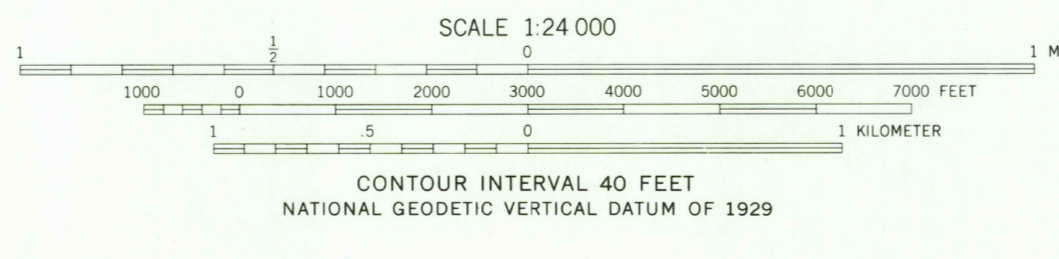 SCALE 1:24 000
1 1/2 0 1 M
1000 0 1000 2000 3000 4000 5000 6000 7000 FEET
1 .5 0 1 KILOMETER
CONTOUR INTERVAL 40 FEET
NATIONAL GEODETIC VERTICAL DATUM OF 1929